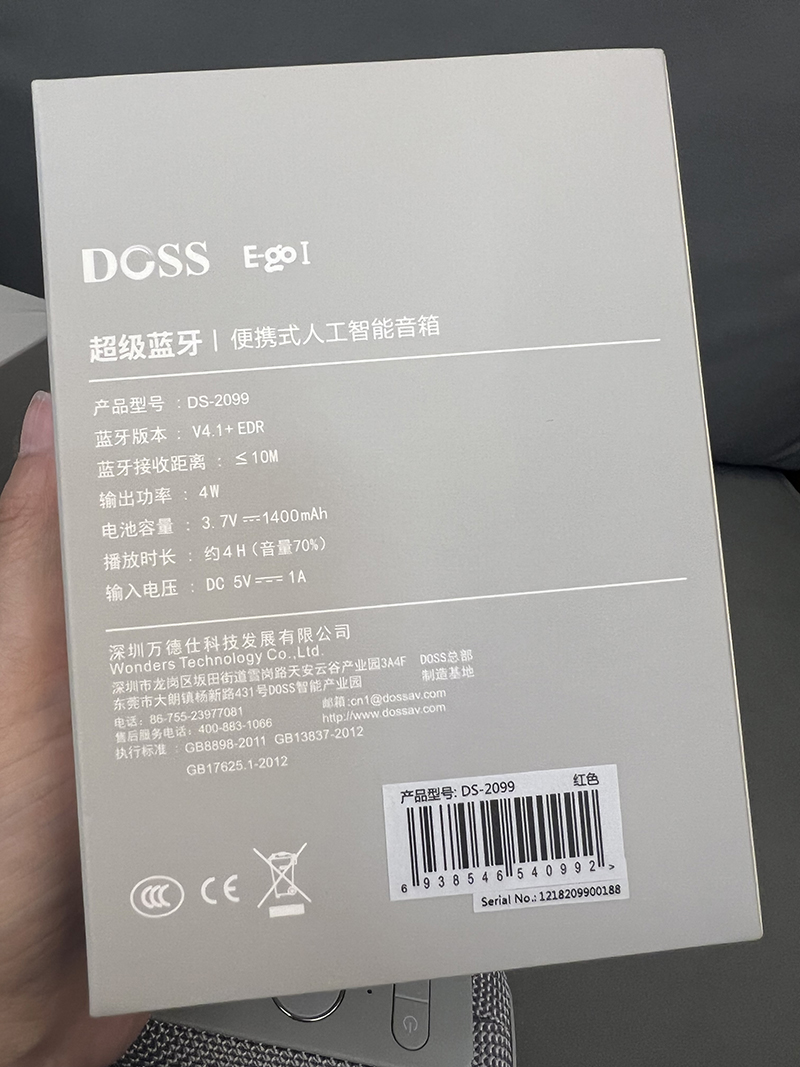 DOSS E-go I
超级蓝牙 | 便携式人工智能音箱
产品型号 : DS-2099
蓝牙版本 : V4.1+EDR
蓝牙接收距离 : ≤10M
输出功率 : 4W
电池容量 : 3.7V⎓1400mAh
播放时长 : 约4H(音量70%)
输入电压 : DC 5V⎓1A
深圳万德仕科技发展有限公司
Wonders Technology Co.,Ltd.
深圳市龙岗区坂田街道雪岗路天安云谷产业园3A4F DOSS总部
东莞市大朗镇杨新路431号DOSS智能产业园 制造基地
电话: 86-755-23977081 邮箱:cn1@dossav.com
售后服务电话: 400-883-1066 http://www.dossav.com
执行标准 : GB8898-2011 GB13837-2012
GB17625.1-2012
产品型号: DS-2099 红色
6 938546 540992 >
Serial No.: 1218209900188
CCC CE